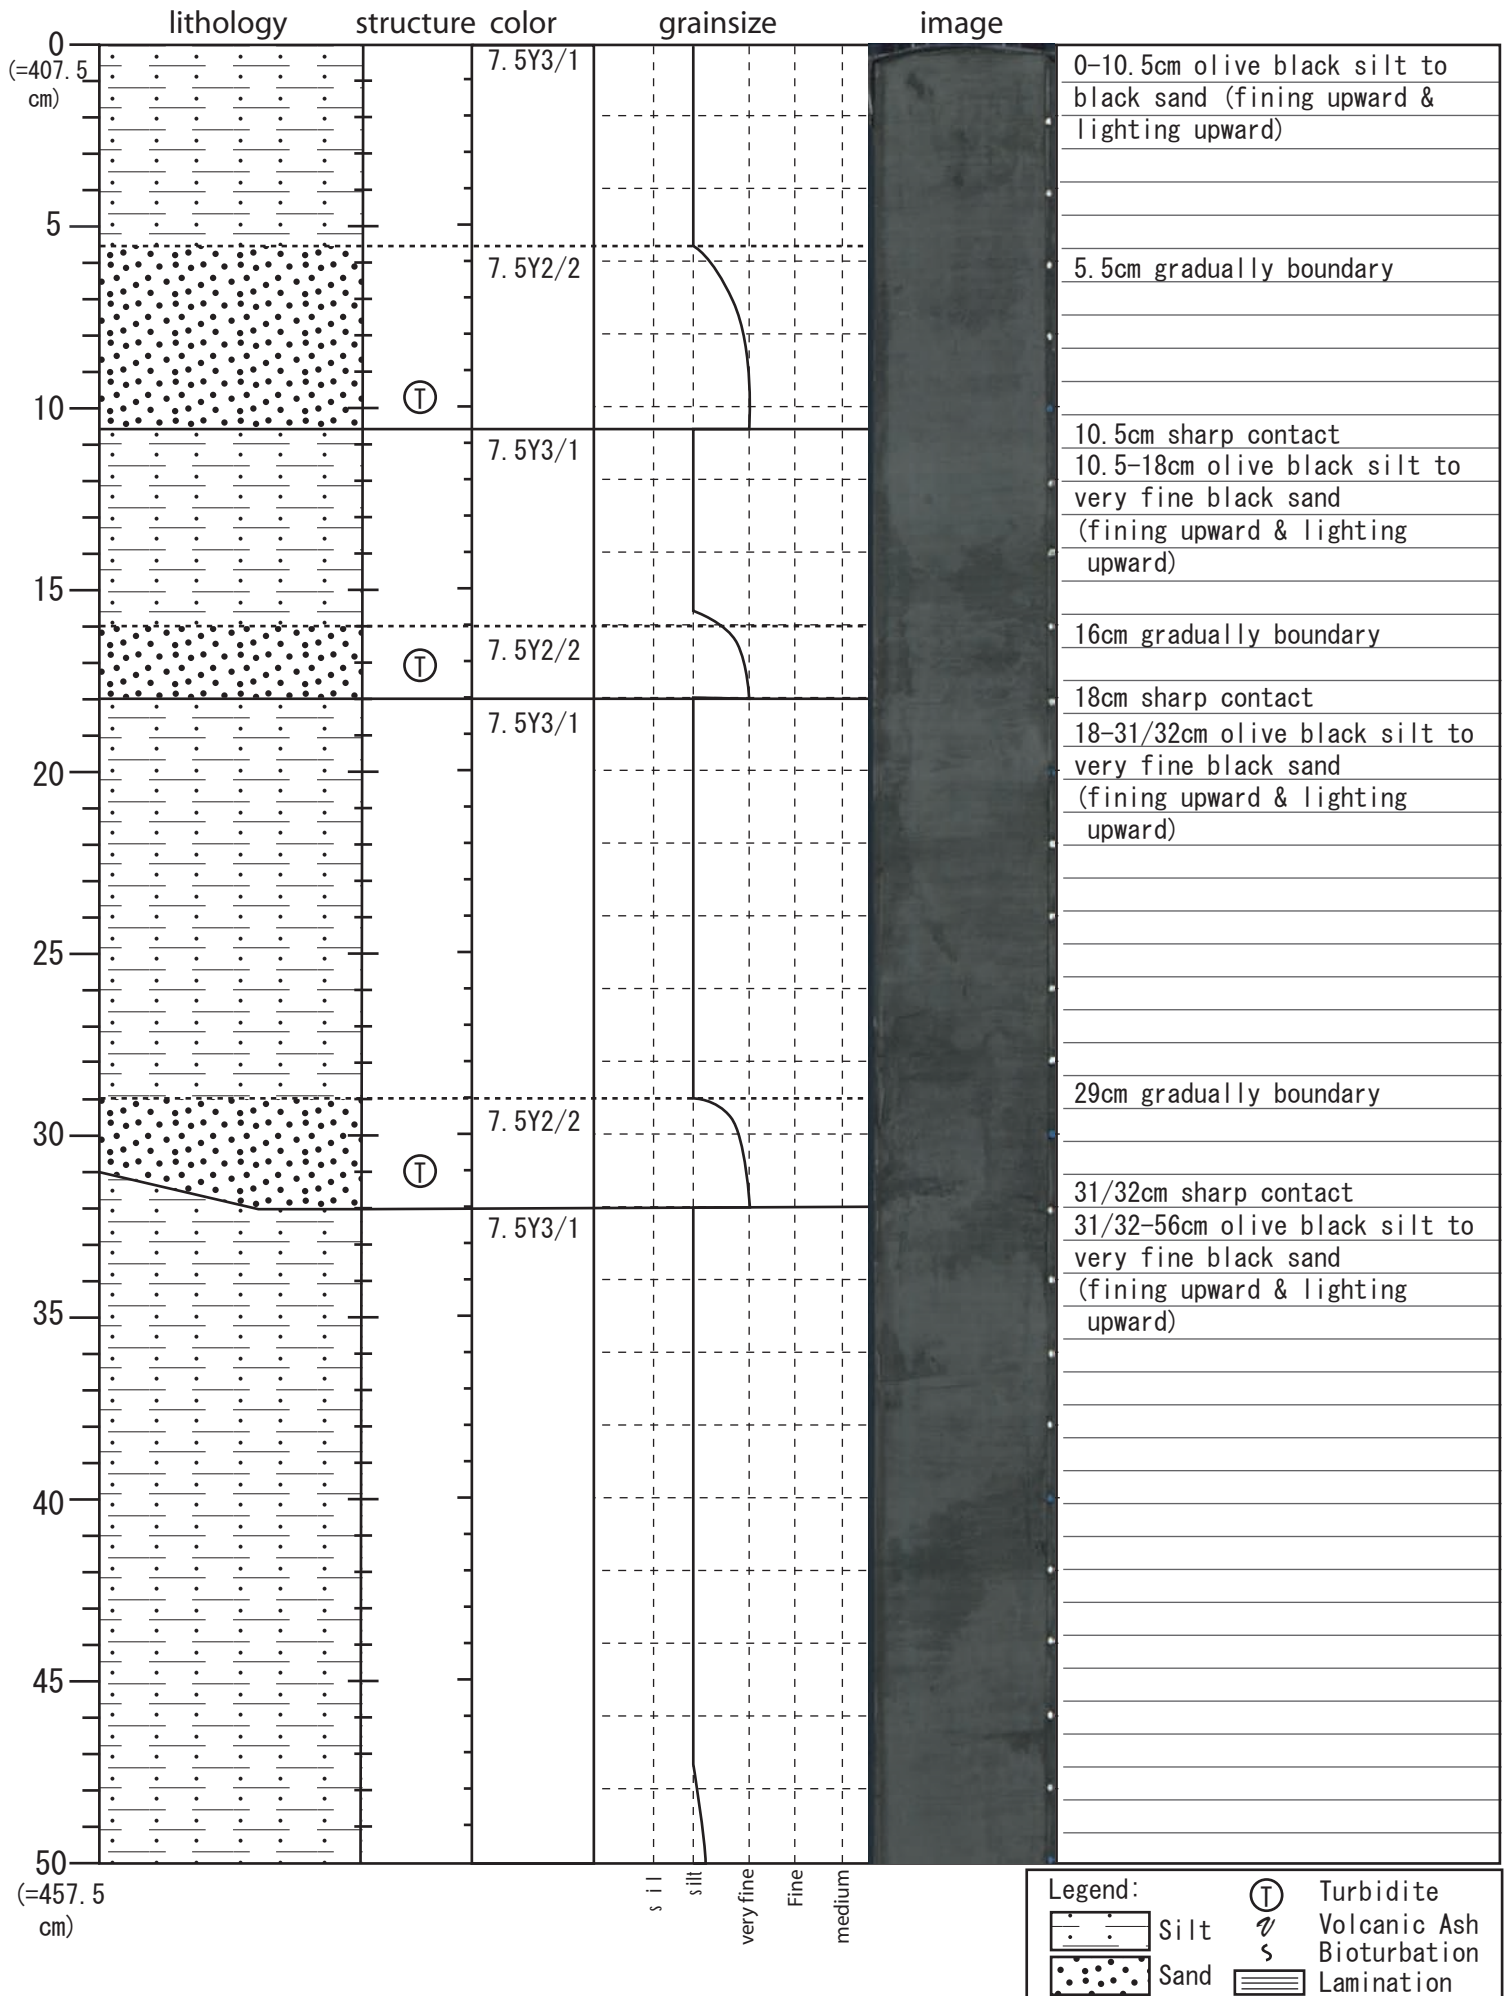 lithology structure color grainsize image
0
(=407.5
cm)
5
10
15
20
25
30
35
40
45
50
(=457.5
cm)
T
T
T
7.5Y3/1
7.5Y2/2
7.5Y3/1
7.5Y2/2
7.5Y3/1
7.5Y2/2
7.5Y3/1
0-10.5cm olive black silt to
black sand (fining upward &
lighting upward)
5.5cm gradually boundary
10.5cm sharp contact
10.5-18cm olive black silt to
very fine black sand
(fining upward & lighting
upward)
16cm gradually boundary
18cm sharp contact
18-31/32cm olive black silt to
very fine black sand
(fining upward & lighting
upward)
29cm gradually boundary
31/32cm sharp contact
31/32-56cm olive black silt to
very fine black sand
(fining upward & lighting
upward)
s i l
silt
very fine
Fine
medium
Legend:
Silt
Sand
T Turbidite
Volcanic Ash
Bioturbation
Lamination